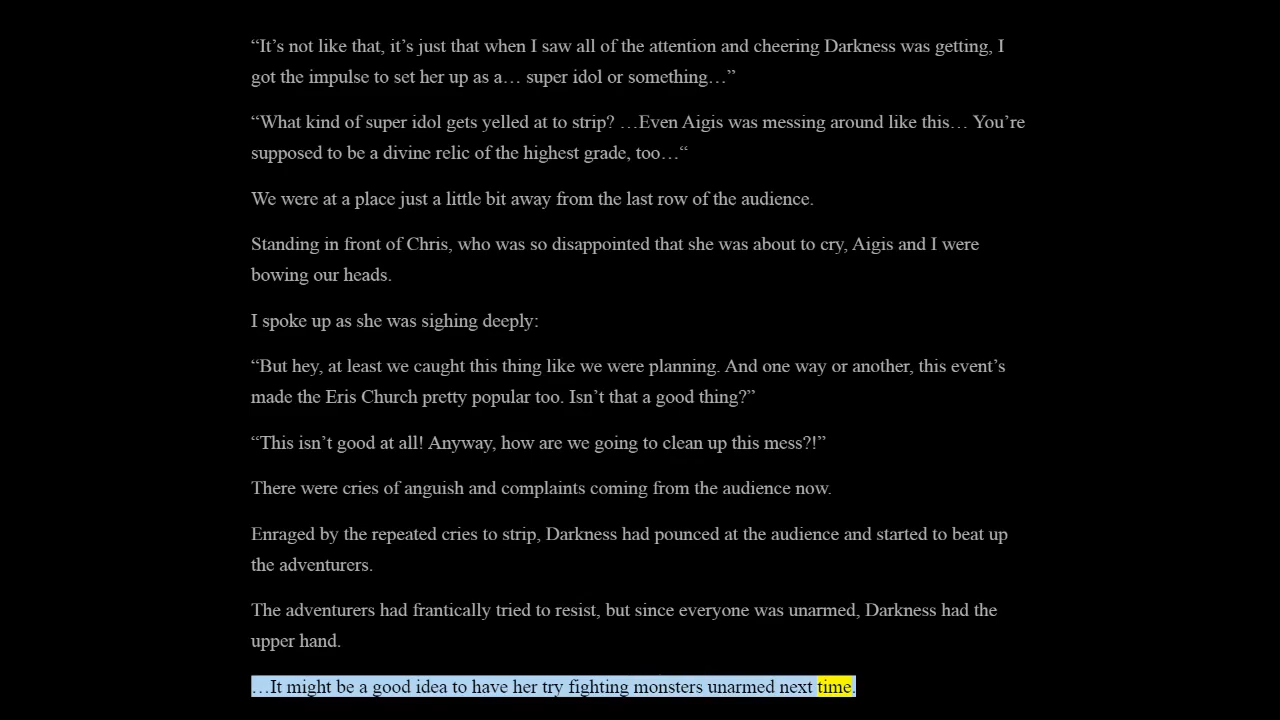 “It’s not like that, it’s just that when I saw all of the attention and cheering Darkness was getting, I
got the impulse to set her up as a… super idol or something…”
“What kind of super idol gets yelled at to strip? …Even Aigis was messing around like this… You’re
supposed to be a divine relic of the highest grade, too…“
We were at a place just a little bit away from the last row of the audience.
Standing in front of Chris, who was so disappointed that she was about to cry, Aigis and I were
bowing our heads.
I spoke up as she was sighing deeply:
“But hey, at least we caught this thing like we were planning. And one way or another, this event’s
made the Eris Church pretty popular too. Isn’t that a good thing?”
“This isn’t good at all! Anyway, how are we going to clean up this mess?!”
There were cries of anguish and complaints coming from the audience now.
Enraged by the repeated cries to strip, Darkness had pounced at the audience and started to beat up
the adventurers.
The adventurers had frantically tried to resist, but since everyone was unarmed, Darkness had the
upper hand.
…It might be a good idea to have her try fighting monsters unarmed next time.